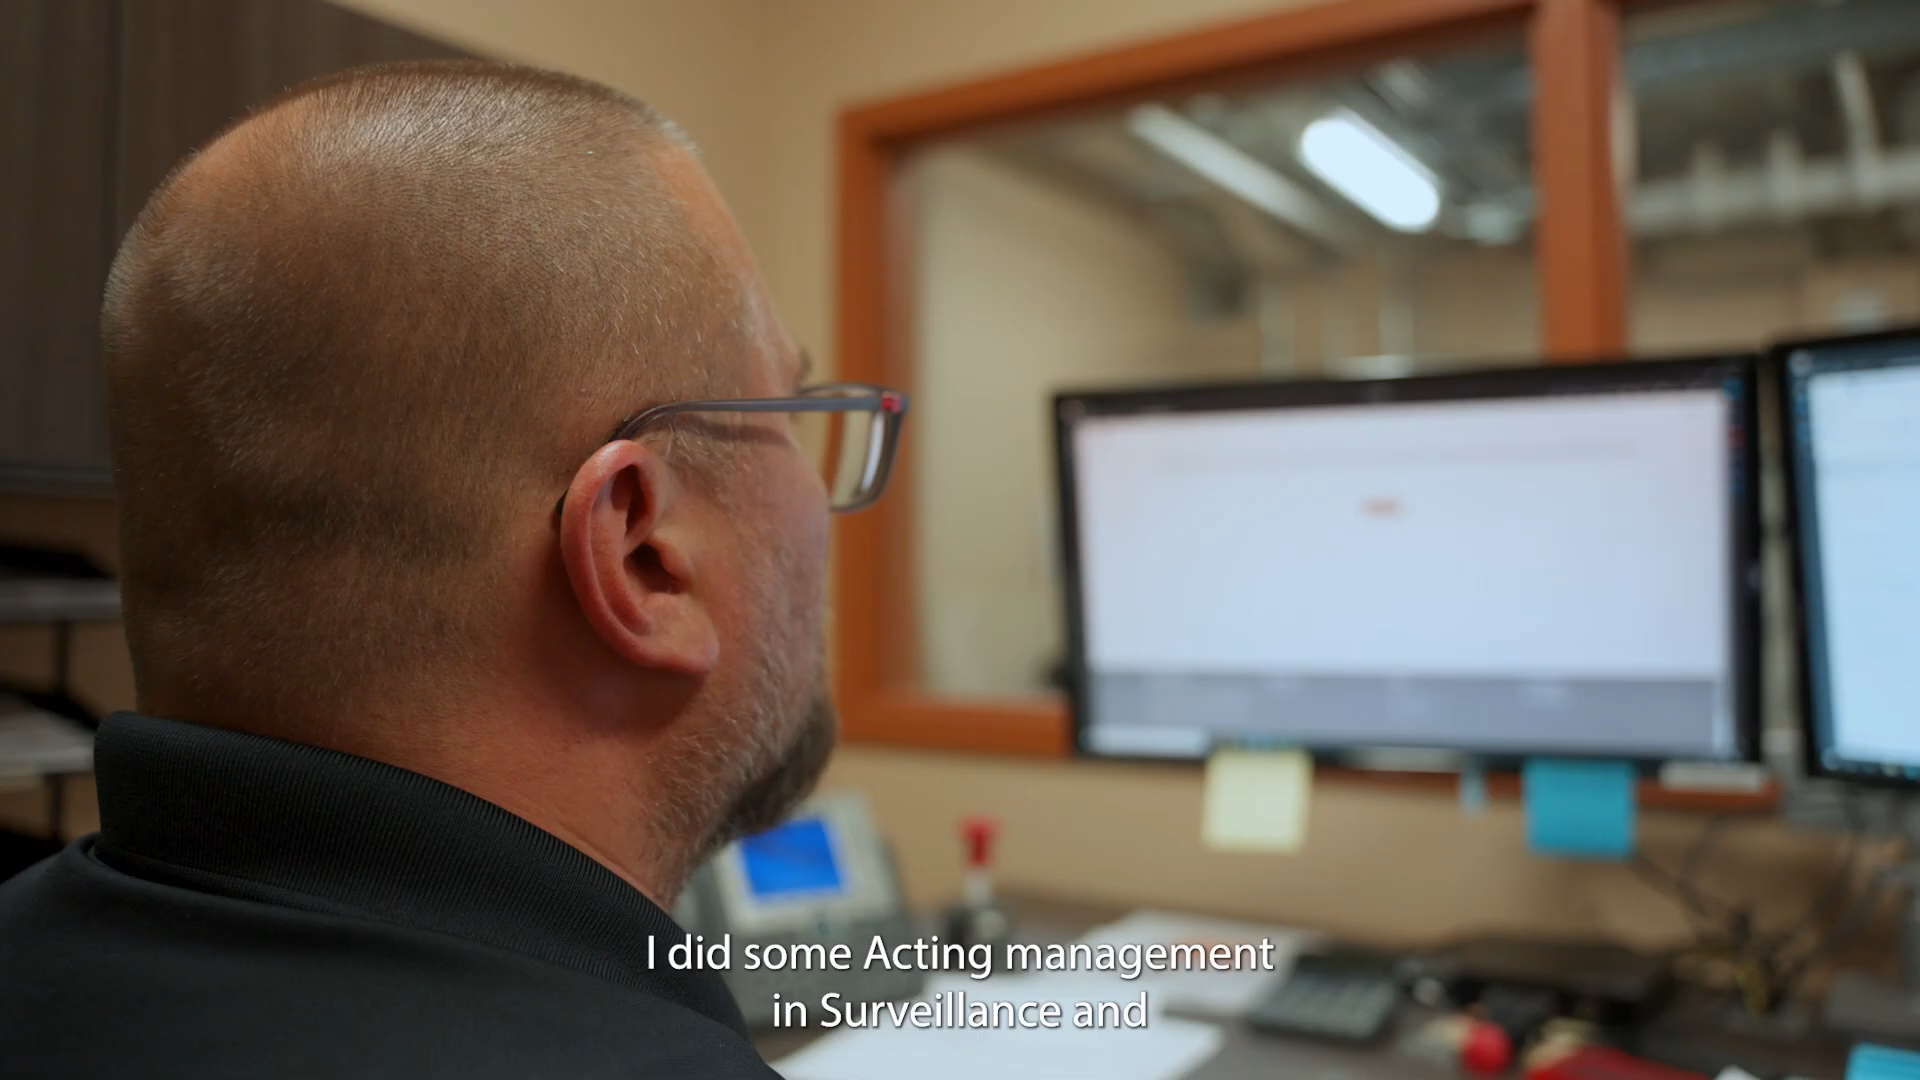 I did some Acting management
in Surveillance and